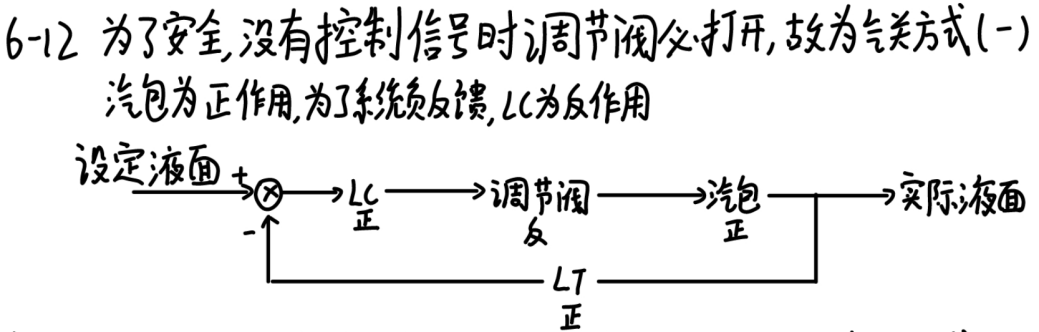 6-12 为了安全,没有控制信号时调节阀必打开,故为气关方式(-)
汽包为正作用,为了系统负反馈,LC为反作用
设定液面 + LC 调节阀 汽包 实际液面
正 反 正
-
LT
正